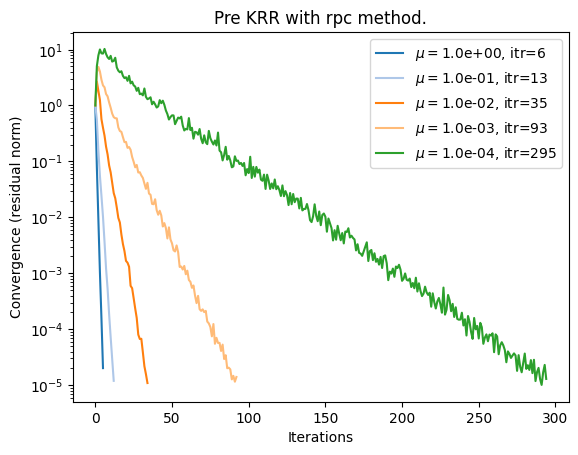 Pre KRR with rpc method.
Convergence (residual norm)
10¹
10⁰
10⁻¹
10⁻²
10⁻³
10⁻⁴
10⁻⁵
μ = 1.0e+00, itr=6
μ = 1.0e-01, itr=13
μ = 1.0e-02, itr=35
μ = 1.0e-03, itr=93
μ = 1.0e-04, itr=295
0 50 100 150 200 250 300
Iterations